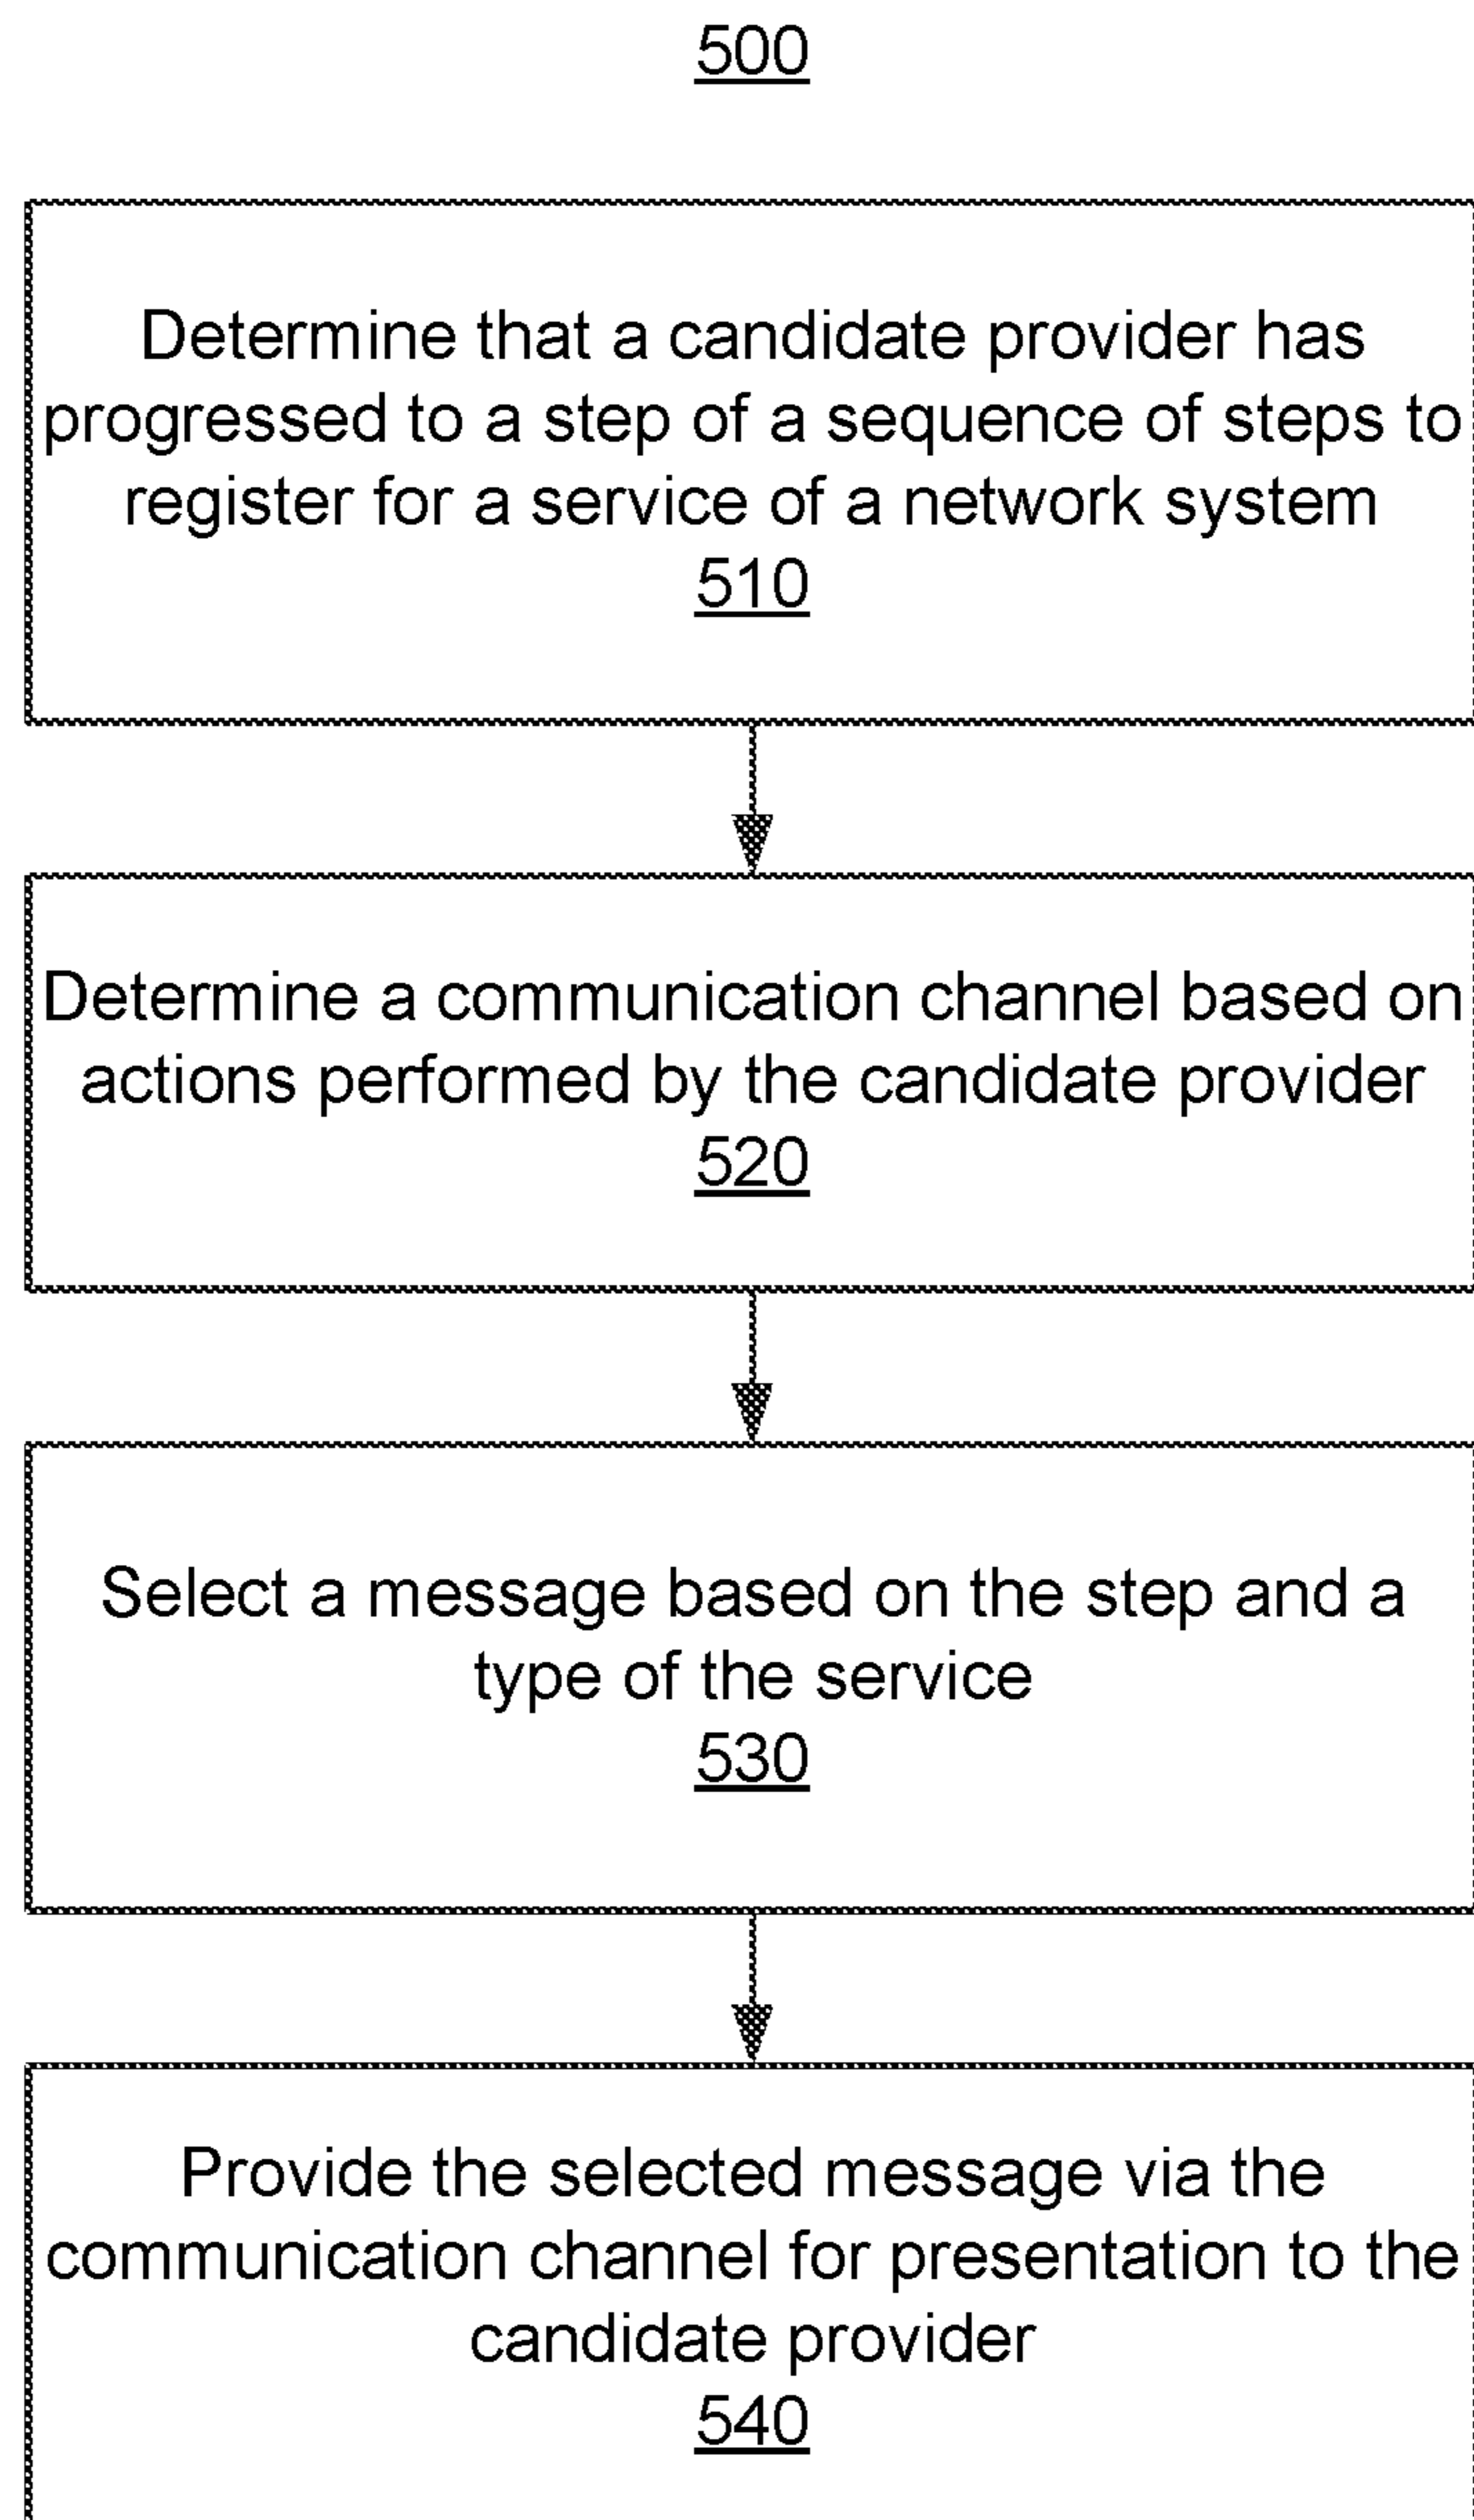 500
Determine that a candidate provider has
progressed to a step of a sequence of steps to
register for a service of a network system
510
Determine a communication channel based on
actions performed by the candidate provider
520
Select a message based on the step and a
type of the service
530
Provide the selected message via the
communication channel for presentation to the
candidate provider
540